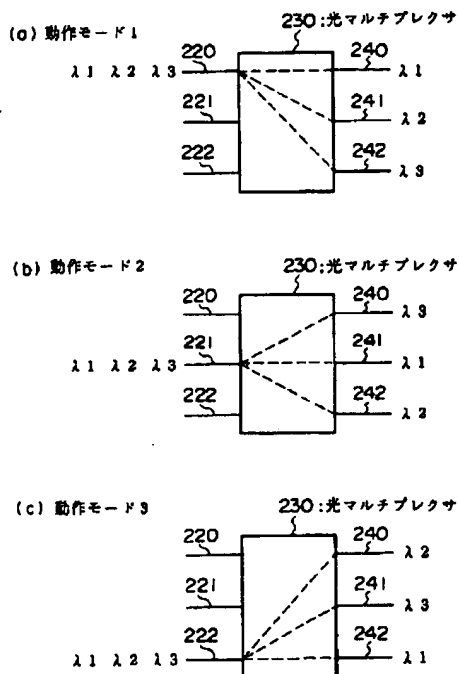 230:光マルチプレクサ
(a) 動作モード1
220
240
λ1 λ2 λ3
λ1
221
241
λ2
222
242
λ3
(b) 動作モード2
230:光マルチプレクサ
220
240
λ3
221
241
λ1 λ2 λ3
λ1
222
242
λ2
(c) 動作モード3
230:光マルチプレクサ
220
240
λ2
221
241
λ3
222
242
λ1 λ2 λ3
λ1